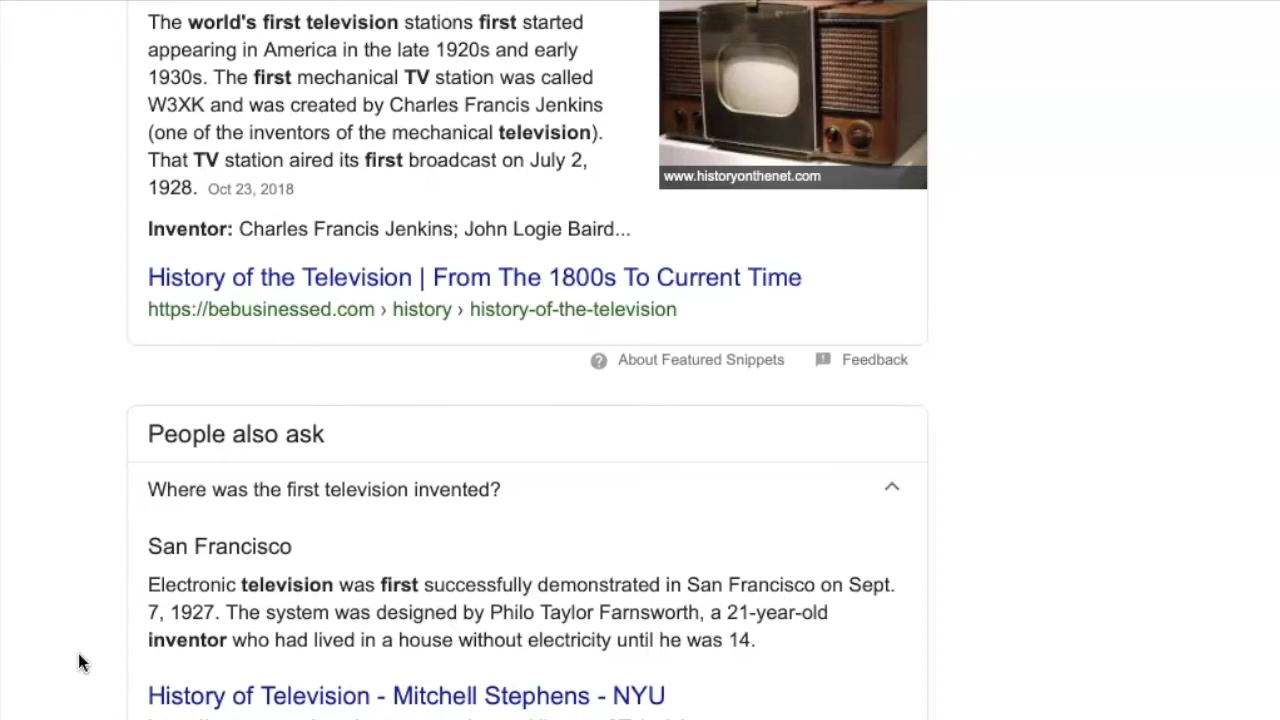 The world's first television stations first started
appearing in America in the late 1920s and early
1930s. The first mechanical TV station was called
W3XK and was created by Charles Francis Jenkins
(one of the inventors of the mechanical television).
That TV station aired its first broadcast on July 2,
1928. Oct 23, 2018
www.historyonthenet.com
Inventor: Charles Francis Jenkins; John Logie Baird...
History of the Television | From The 1800s To Current Time
https://bebusinessed.com › history › history-of-the-television
About Featured Snippets
Feedback
People also ask
Where was the first television invented?
San Francisco
Electronic television was first successfully demonstrated in San Francisco on Sept.
7, 1927. The system was designed by Philo Taylor Farnsworth, a 21-year-old
inventor who had lived in a house without electricity until he was 14.
History of Television - Mitchell Stephens - NYU